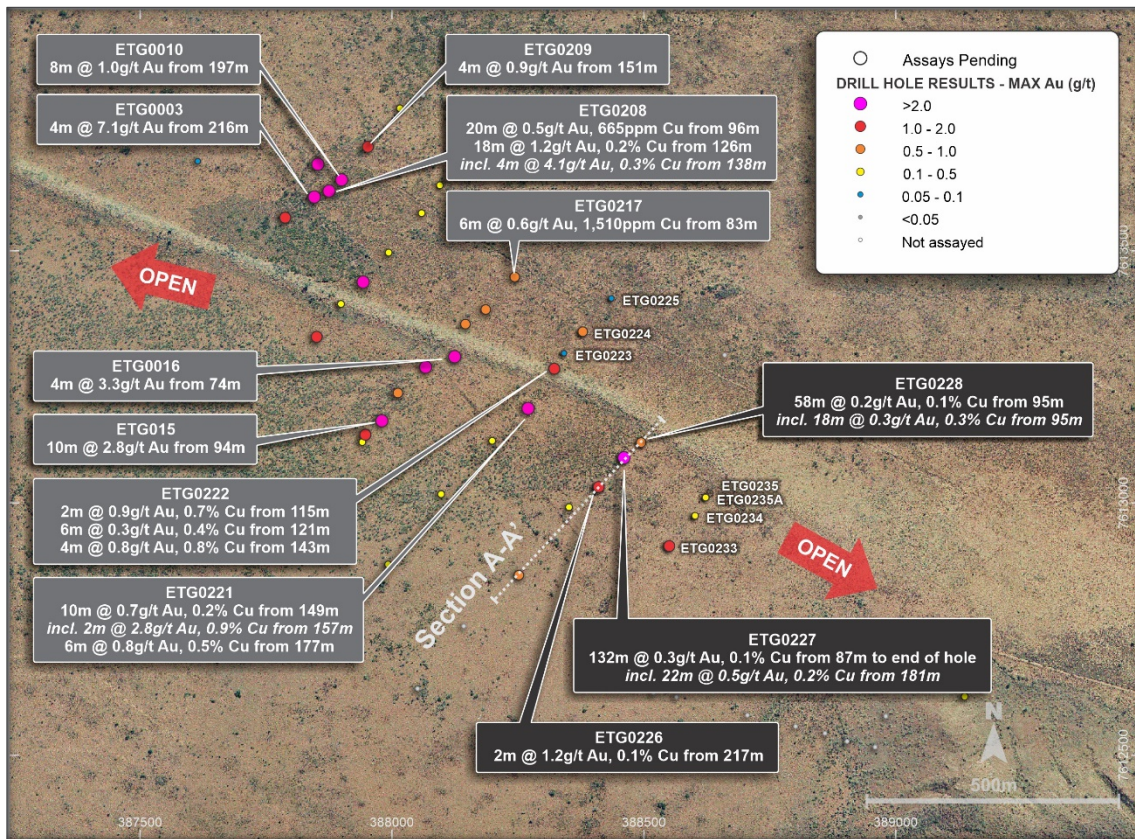 ETG0010
8m @ 1.0g/t Au from 197m
ETG0209
4m @ 0.9g/t Au from 151m
ETG0003
4m @ 7.1g/t Au from 216m
ETG0208
20m @ 0.5g/t Au, 665ppm Cu from 96m
18m @ 1.2g/t Au, 0.2% Cu from 126m
incl. 4m @ 4.1g/t Au, 0.3% Cu from 138m
ETG0217
6m @ 0.6g/t Au, 1,510ppm Cu from 83m
Assays Pending
DRILL HOLE RESULTS - MAX Au (g/t)
>2.0
1.0 - 2.0
0.5 - 1.0
0.1 - 0.5
0.05 - 0.1
<0.05
Not assayed
7613500
OPEN
ETG0225
ETG0224
ETG0223
ETG0016
4m @ 3.3g/t Au from 74m
ETG015
10m @ 2.8g/t Au from 94m
ETG0228
58m @ 0.2g/t Au, 0.1% Cu from 95m
incl. 18m @ 0.3g/t Au, 0.3% Cu from 95m
ETG0222
2m @ 0.9g/t Au, 0.7% Cu from 115m
6m @ 0.3g/t Au, 0.4% Cu from 121m
4m @ 0.8g/t Au, 0.8% Cu from 143m
ETG0235
ETG0235A
ETG0234
ETG0233
7613000
OPEN
ETG0221
10m @ 0.7g/t Au, 0.2% Cu from 149m
incl. 2m @ 2.8g/t Au, 0.9% Cu from 157m
6m @ 0.8g/t Au, 0.5% Cu from 177m
Section A-A'
ETG0227
132m @ 0.3g/t Au, 0.1% Cu from 87m to end of hole
incl. 22m @ 0.5g/t Au, 0.2% Cu from 181m
ETG0226
2m @ 1.2g/t Au, 0.1% Cu from 217m
N
500m
7612500
387500
388000
388500
389000